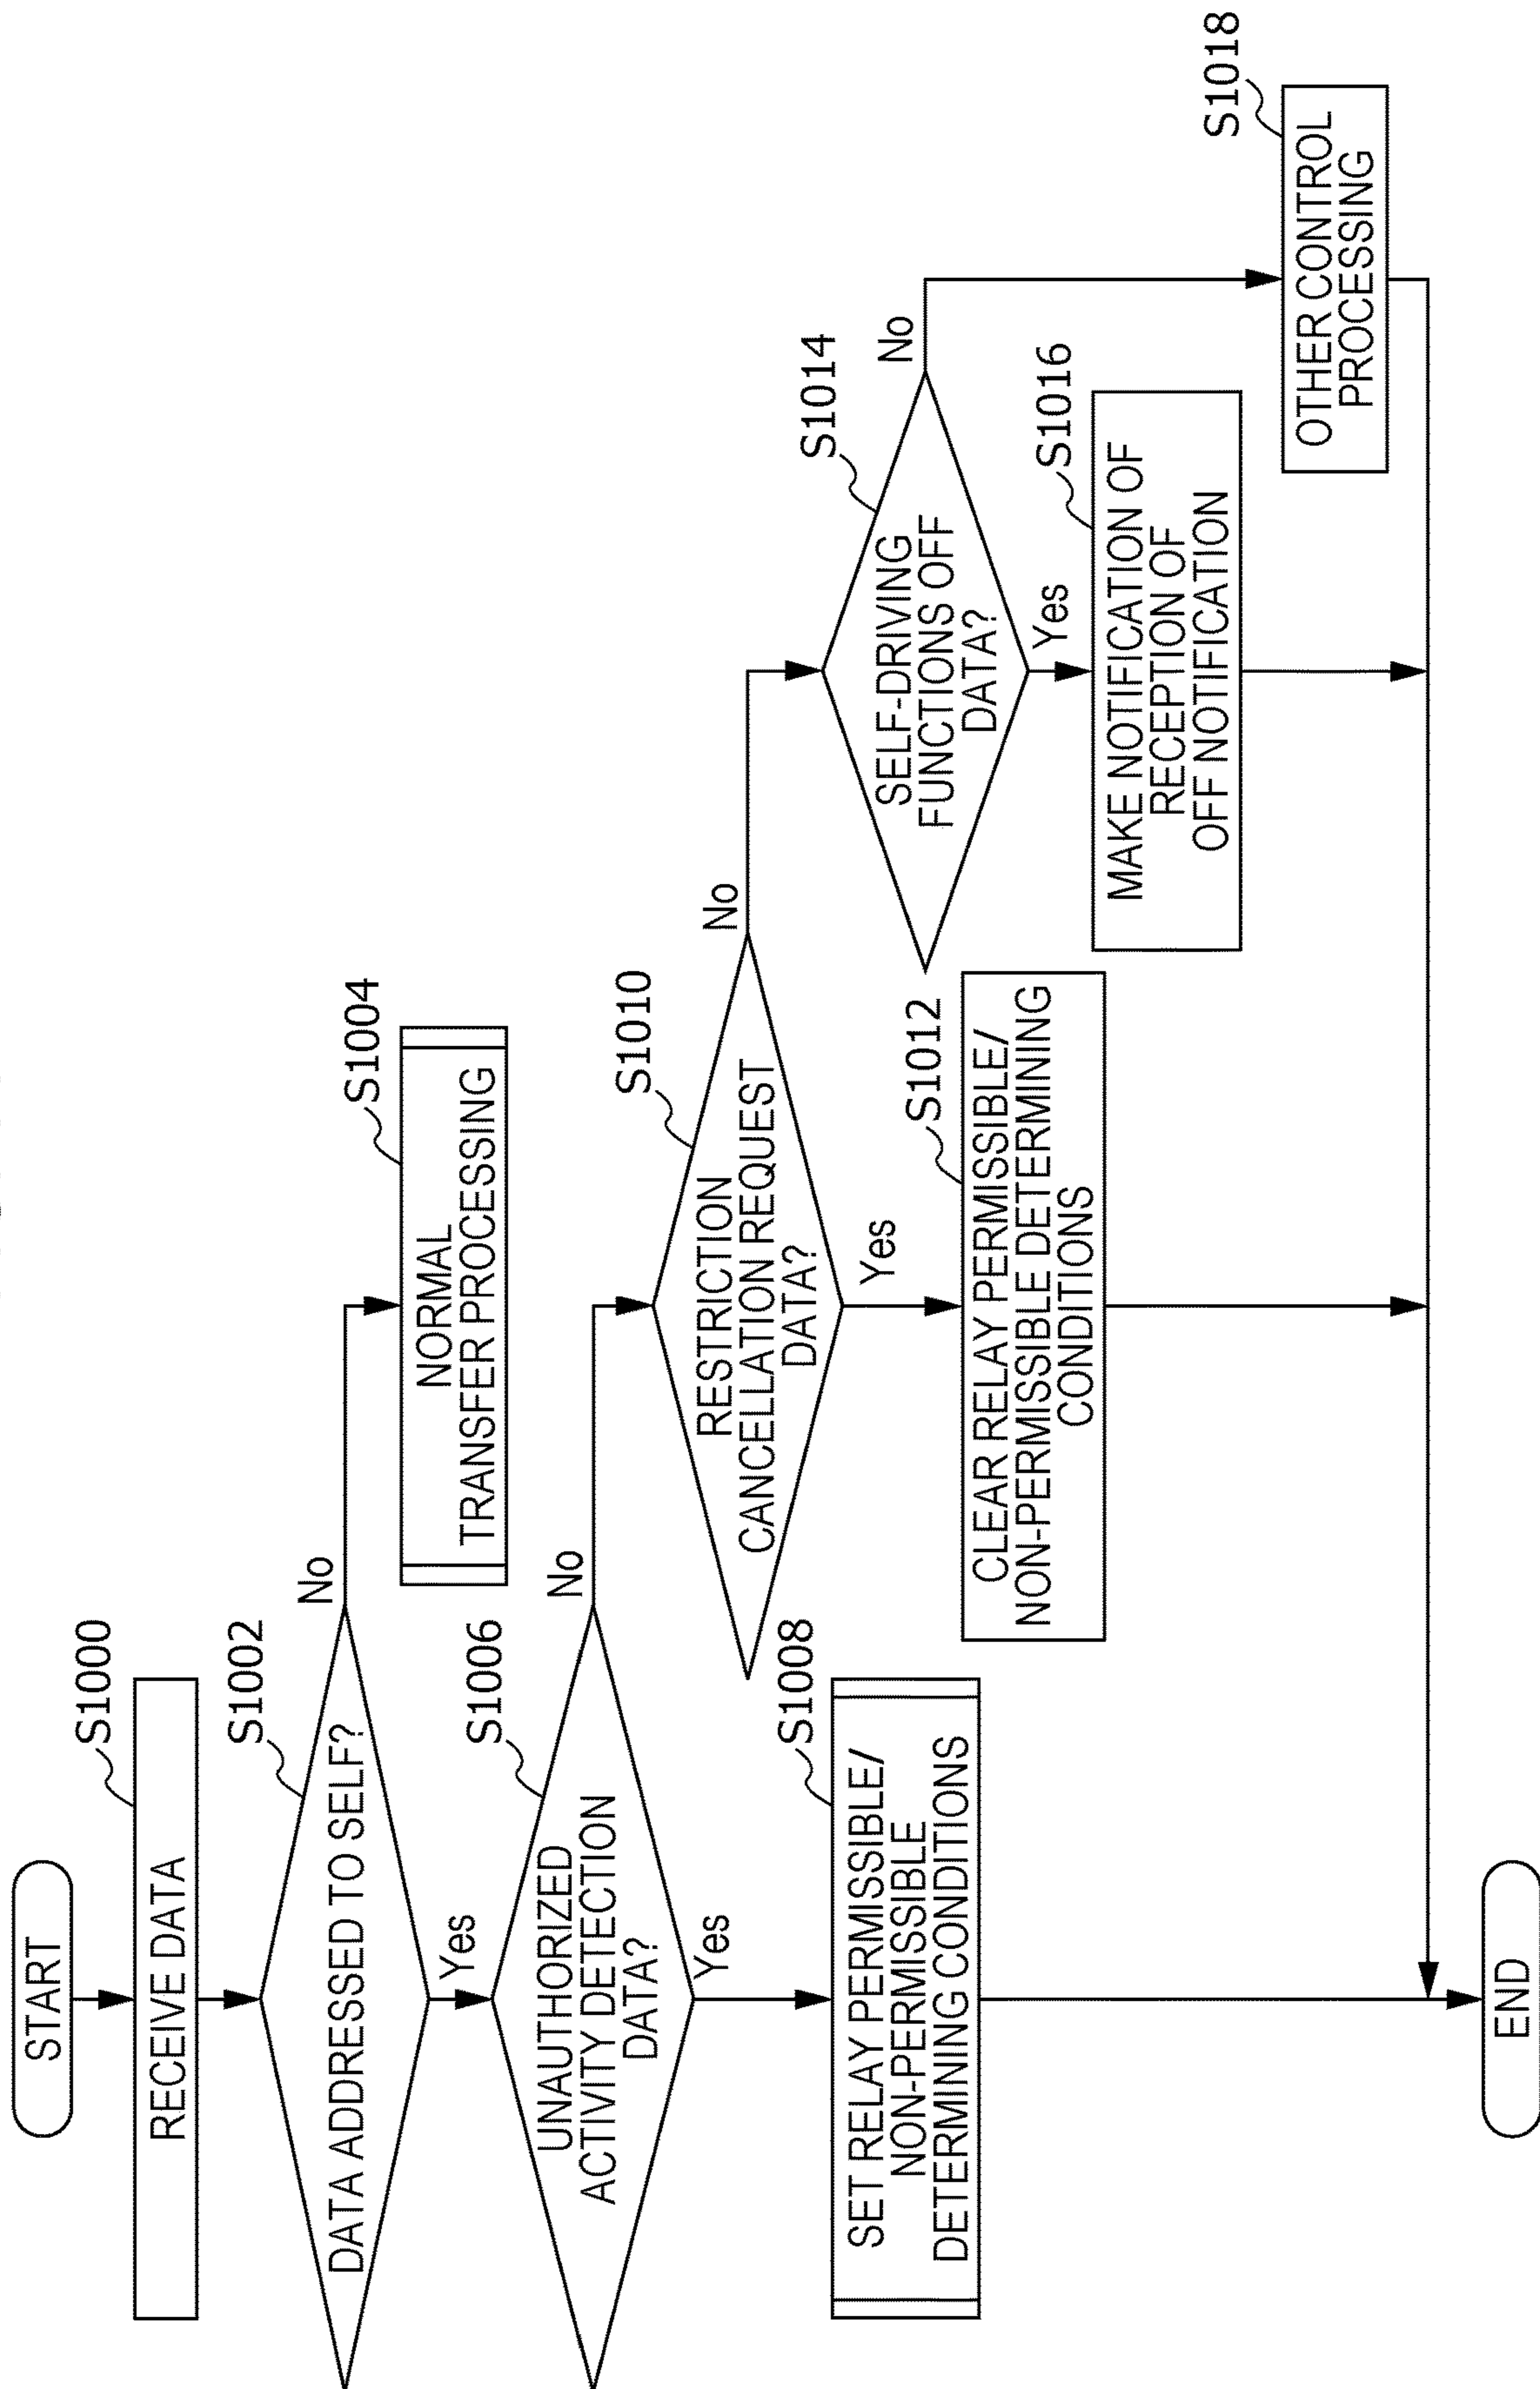 START
S1000
RECEIVE DATA
S1002
DATA ADDRESSED TO SELF?
No
Yes
S1004
NORMAL
TRANSFER PROCESSING
S1006
UNAUTHORIZED
ACTIVITY DETECTION
DATA?
No
Yes
S1008
SET RELAY PERMISSIBLE/
NON-PERMISSIBLE
DETERMINING CONDITIONS
S1010
RESTRICTION
CANCELLATION REQUEST
DATA?
No
Yes
S1012
CLEAR RELAY PERMISSIBLE/
NON-PERMISSIBLE DETERMINING
CONDITIONS
S1014
SELF-DRIVING
FUNCTIONS OFF
DATA?
No
Yes
S1016
MAKE NOTIFICATION OF
RECEPTION OF
OFF NOTIFICATION
S1018
OTHER CONTROL
PROCESSING
END